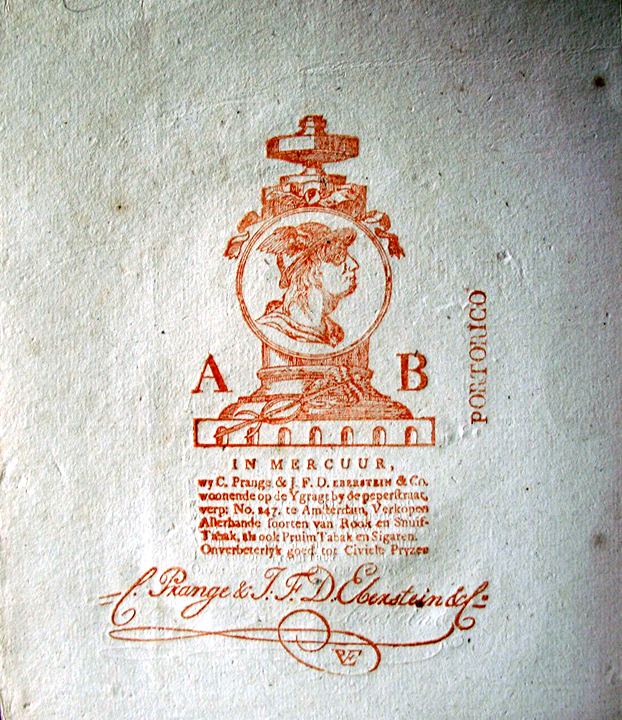 A B
PORTORICO
IN MERCUUR,
wy C. Prange & J. F. D. EBERSTEIN & Co.
woonende op de Ygragt by de peperstraat,
verp: No. 247. te Amsterdam, Verkopen
Allerhande soorten van Rook en Snuif-
Tabak, als ook Pruim Tabak en Sigaren.
Onverbeterlyk goed tot Civiele Pryzen
C. Prange & J. F. D. Eberstein & C
VE